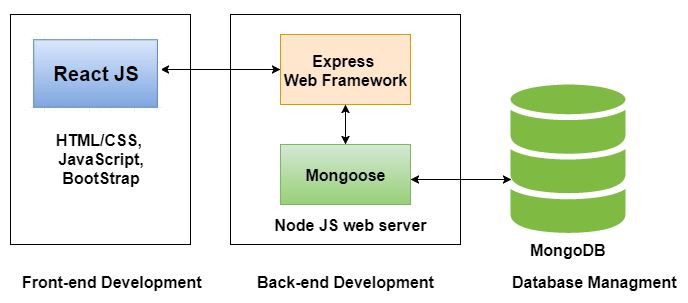 React JS
HTML/CSS,
JavaScript,
BootStrap
Express
Web Framework
Mongoose
Node JS web server
MongoDB
Front-end Development
Back-end Development
Database Managment